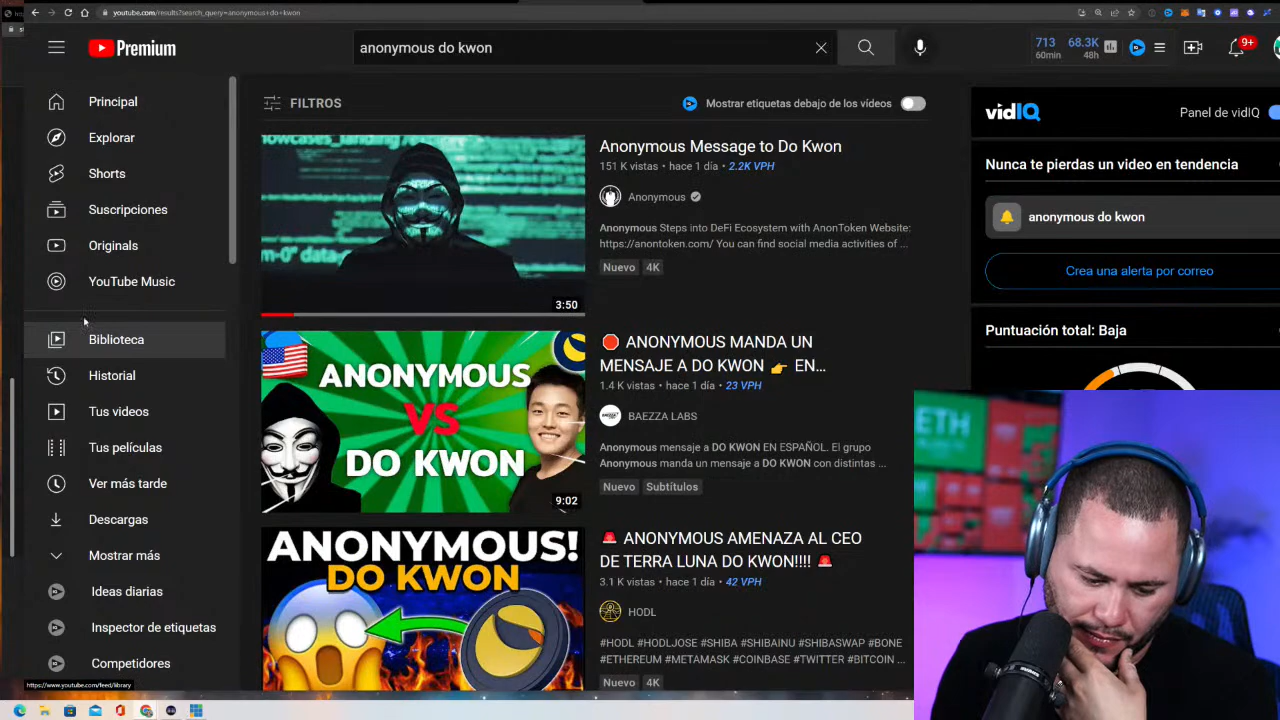 youtube.com/results?search_query=anonymous+do+kwon
Premium
anonymous do kwon
713
60min
68.3K
48h
9+
Principal
Explorar
Shorts
Suscripciones
Originals
YouTube Music
Biblioteca
Historial
Tus videos
Tus películas
Ver más tarde
Descargas
Mostrar más
Ideas diarias
Inspector de etiquetas
Competidores
https://www.youtube.com/feed/library
FILTROS
Mostrar etiquetas debajo de los vídeos
3:50
Anonymous Message to Do Kwon
151 K vistas • hace 1 día • 2.2K VPH
Anonymous
Anonymous Steps into DeFi Ecosystem with AnonToken Website:
https://anontoken.com/ You can find social media activities of ...
Nuevo 4K
ANONYMOUS
VS
DO KWON
9:02
🛑 ANONYMOUS MANDA UN
MENSAJE A DO KWON 👉 EN...
1.4 K vistas • hace 1 día • 23 VPH
BAEZZA LABS
Anonymous mensaje a DO KWON EN ESPAÑOL. El grupo
Anonymous manda un mensaje a DO KWON con distintas ...
Nuevo Subtítulos
ANONYMOUS!
DO KWON
🚨 ANONYMOUS AMENAZA AL CEO
DE TERRA LUNA DO KWON!!!! 🚨
3.1 K vistas • hace 1 día • 42 VPH
HODL
#HODL #HODLJOSE #SHIBA #SHIBAINU #SHIBASWAP #BONE
#ETHEREUM #METAMASK #COINBASE #TWITTER #BITCOIN ...
Nuevo 4K
vidIQ
Panel de vidIQ
Nunca te pierdas un video en tendencia
anonymous do kwon
Crea una alerta por correo
Puntuación total: Baja
ETH